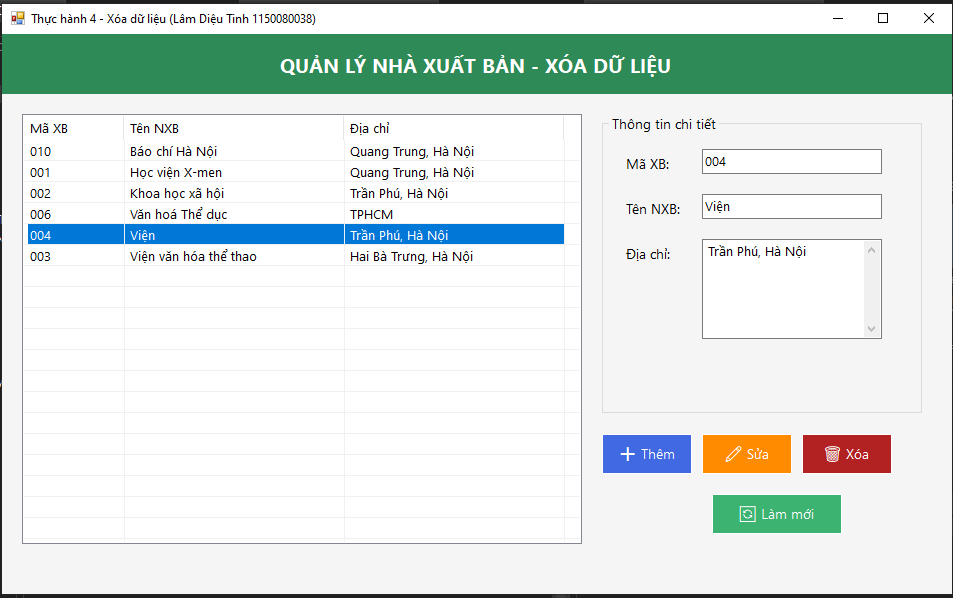 Thực hành 4 - Xóa dữ liệu (Lâm Diệu Tinh 1150080038)
QUẢN LÝ NHÀ XUẤT BẢN - XÓA DỮ LIỆU
Mã XB Tên NXB Địa chỉ
010 Báo chí Hà Nội Quang Trung, Hà Nội
001 Học viện X-men Quang Trung, Hà Nội
002 Khoa học xã hội Trần Phú, Hà Nội
006 Văn hoá Thể dục TPHCM
004 Viện Trần Phú, Hà Nội
003 Viện văn hóa thể thao Hai Bà Trưng, Hà Nội
Thông tin chi tiết
Mã XB: 004
Tên NXB: Viện
Địa chỉ: Trần Phú, Hà Nội
Thêm Sửa Xóa
Làm mới